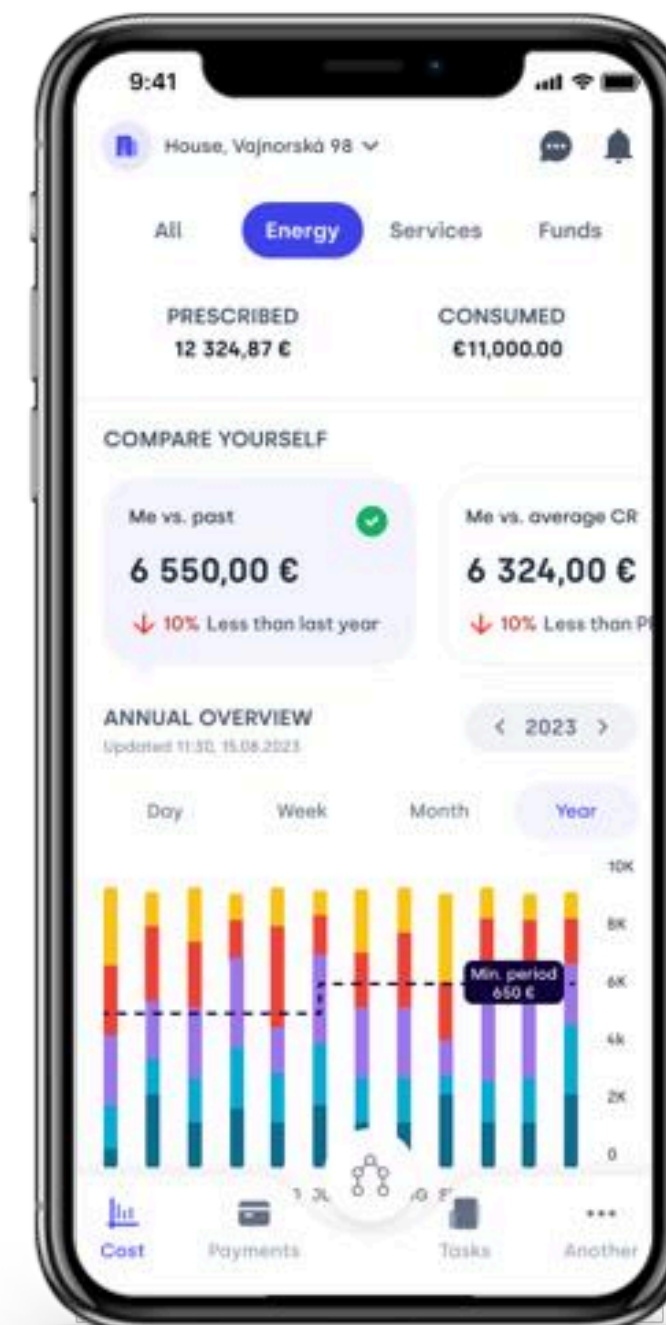 9:41
House, Vajnorská 98
All Energy Services Funds
PRESCRIBED CONSUMED
12 324,87 € €11,000.00
COMPARE YOURSELF
Me vs. past Me vs. average CR
6 550,00 € 6 324,00 €
10% Less than last year 10% Less than
ANNUAL OVERVIEW
2023
Updated 11:30, 15.08.2023
Day Week Month Year
10K
8K
Min. period
650 €
6K
4k
2K
0
Cost Payments Tasks Another